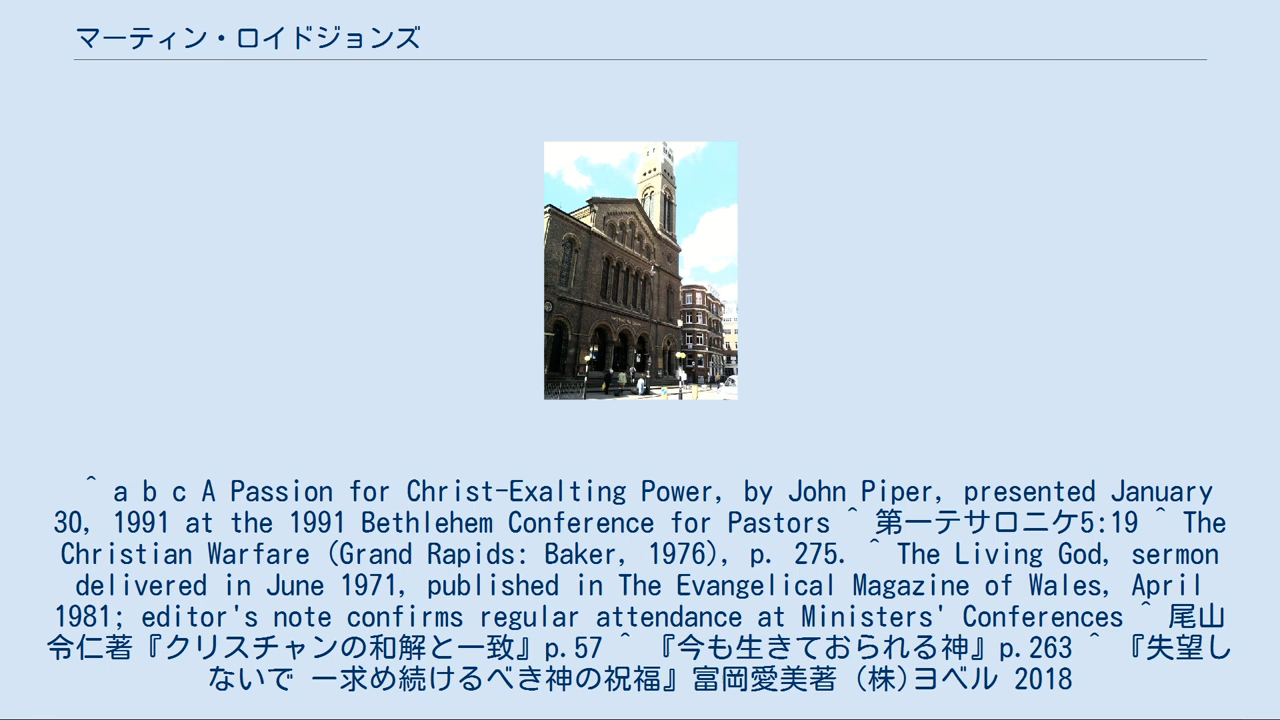 マーティン・ロイドジョンズ
^ a b c A Passion for Christ-Exalting Power, by John Piper, presented January
30, 1991 at the 1991 Bethlehem Conference for Pastors ^ 第一テサロニケ5:19 ^ The
Christian Warfare (Grand Rapids: Baker, 1976), p. 275. ^ The Living God, sermon
delivered in June 1971, published in The Evangelical Magazine of Wales, April
1981; editor's note confirms regular attendance at Ministers' Conferences ^ 尾山
令仁著『クリスチャンの和解と一致』p.57 ^ 『今も生きておられる神』p.263 ^ 『失望し
ないで ー求め続けるべき神の祝福』富岡愛美著 (株)ヨベル 2018